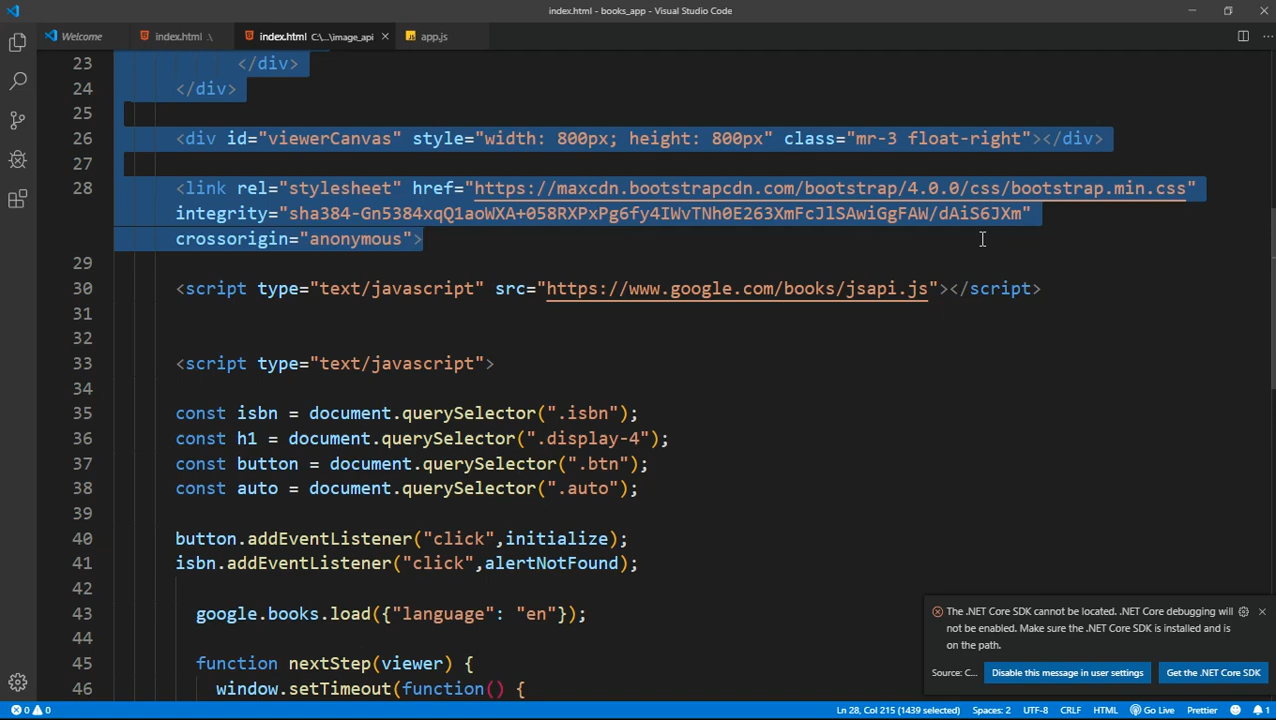 index.html - books_app - Visual Studio Code
Welcome
index.html .\
index.html C:\...\image_api
app.js
23 </div>
24 </div>
25
26 <div id="viewerCanvas" style="width: 800px; height: 800px" class="mr-3 float-right"></div>
27
28 <link rel="stylesheet" href="https://maxcdn.bootstrapcdn.com/bootstrap/4.0.0/css/bootstrap.min.css"
integrity="sha384-Gn5384xqQ1aoWXA+058RXPxPg6fy4IWvTNh0E263XmFcJlSAwiGgFAW/dAiS6JXm"
crossorigin="anonymous">
29
30 <script type="text/javascript" src="https://www.google.com/books/jsapi.js"></script>
31
32
33 <script type="text/javascript">
34
35 const isbn = document.querySelector(".isbn");
36 const h1 = document.querySelector(".display-4");
37 const button = document.querySelector(".btn");
38 const auto = document.querySelector(".auto");
39
40 button.addEventListener("click",initialize);
41 isbn.addEventListener("click",alertNotFound);
42
43 google.books.load({"language": "en"});
44
45 function nextStep(viewer) {
46 window.setTimeout(function() {
The .NET Core SDK cannot be located. .NET Core debugging will
not be enabled. Make sure the .NET Core SDK is installed and is
on the path.
Source: C...
Disable this message in user settings
Get the .NET Core SDK
0 0
Ln 28, Col 215 (1439 selected)
Spaces: 2
UTF-8
CRLF
HTML
Go Live
Prettier
1